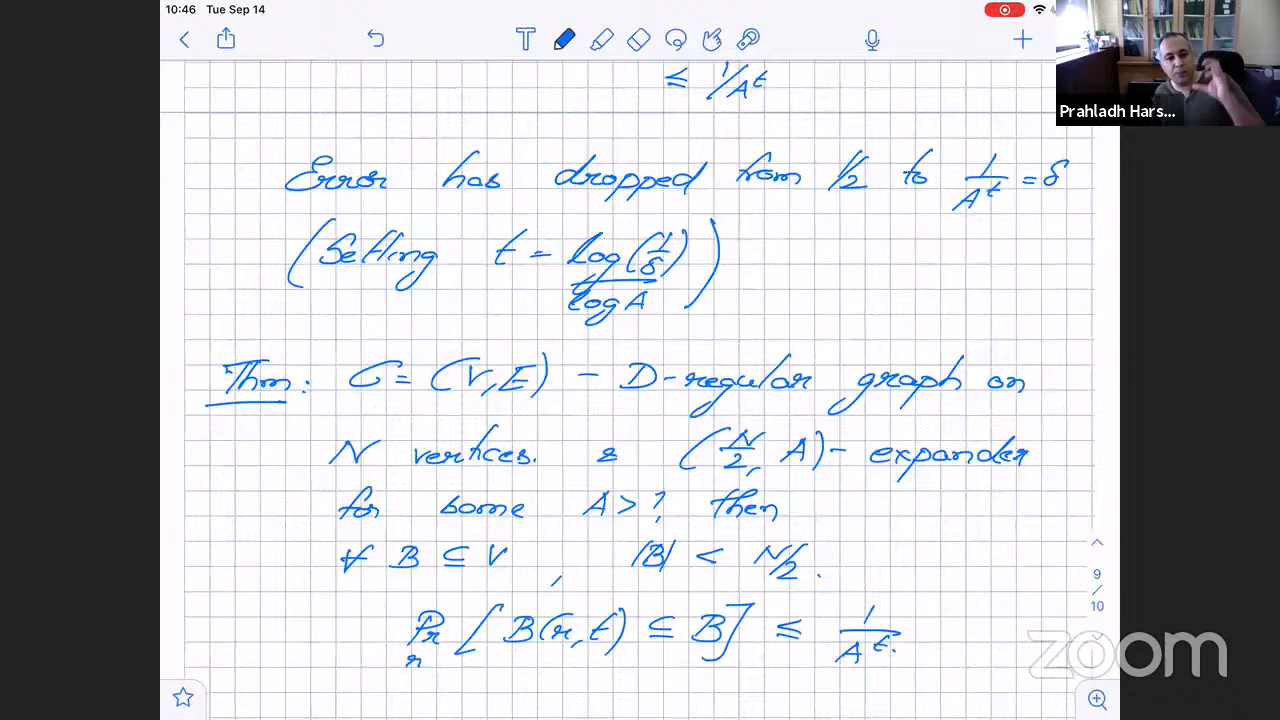 10:46 Tue Sep 14
≤ 1/A^t
Prahladh Hars...
Error has dropped from 1/2 to 1/A^t = δ
(Setting t = log(1/δ)/log A)
Thm: G = (V, E) - D-regular graph on
N vertices. & (N/2, A)- expander
for some A > ? then
∀ B ⊆ V , |B| < N/2.
Pr_r [B(r,t) ⊆ B] ≤ 1/A^t.
9
/
10
zoom